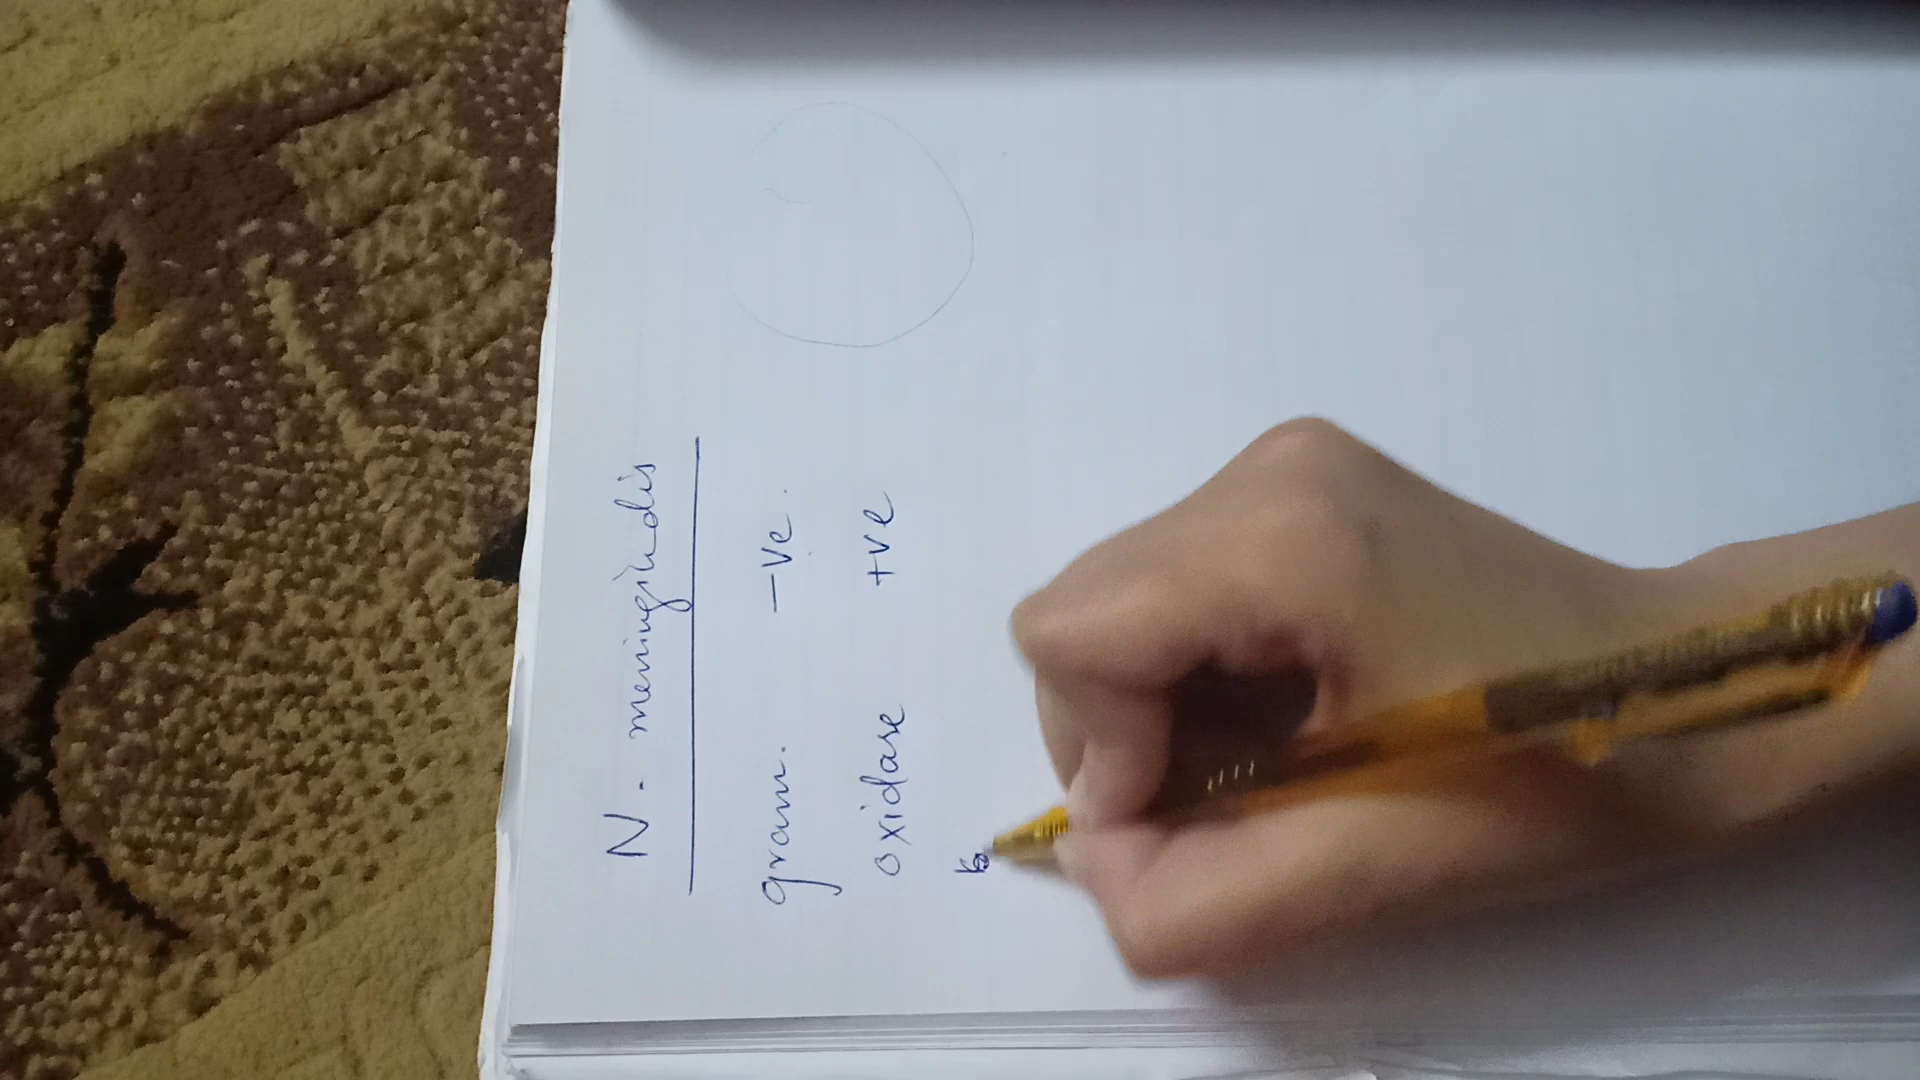 N. meningitidis
gram. -ve.
oxidase +ve